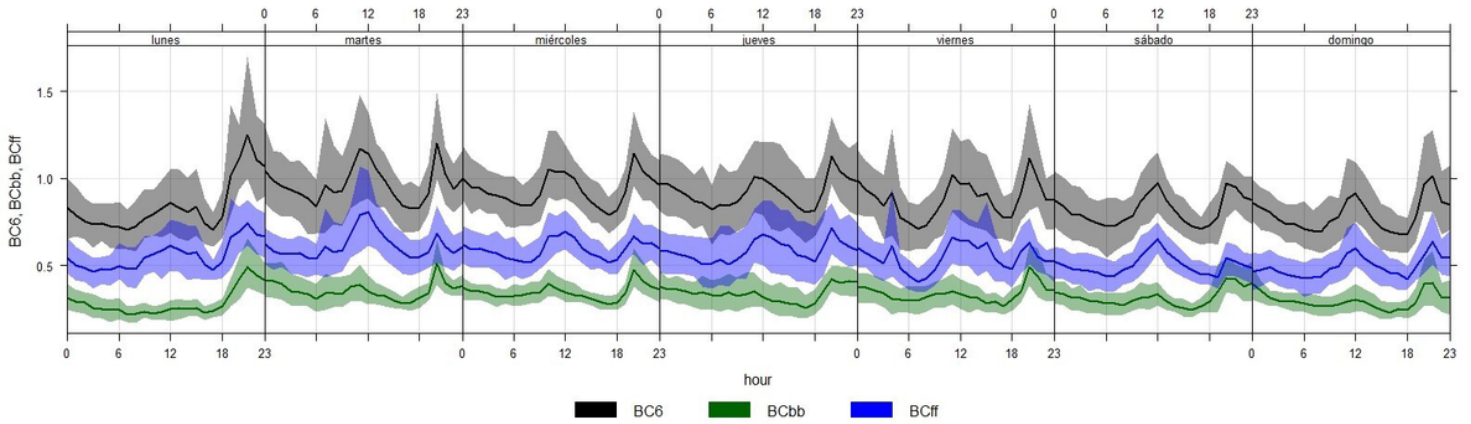 0 6 12 18 23 0 6 12 18 23 0 6 12 18 23
lunes martes miércoles jueves viernes sábado domingo
1.5
1.0
0.5
BC6, BCbb, BCff
0 6 12 18 23 0 6 12 18 23 0 6 12 18 23 0 6 12 18 23
hour
BC6 BCbb BCff